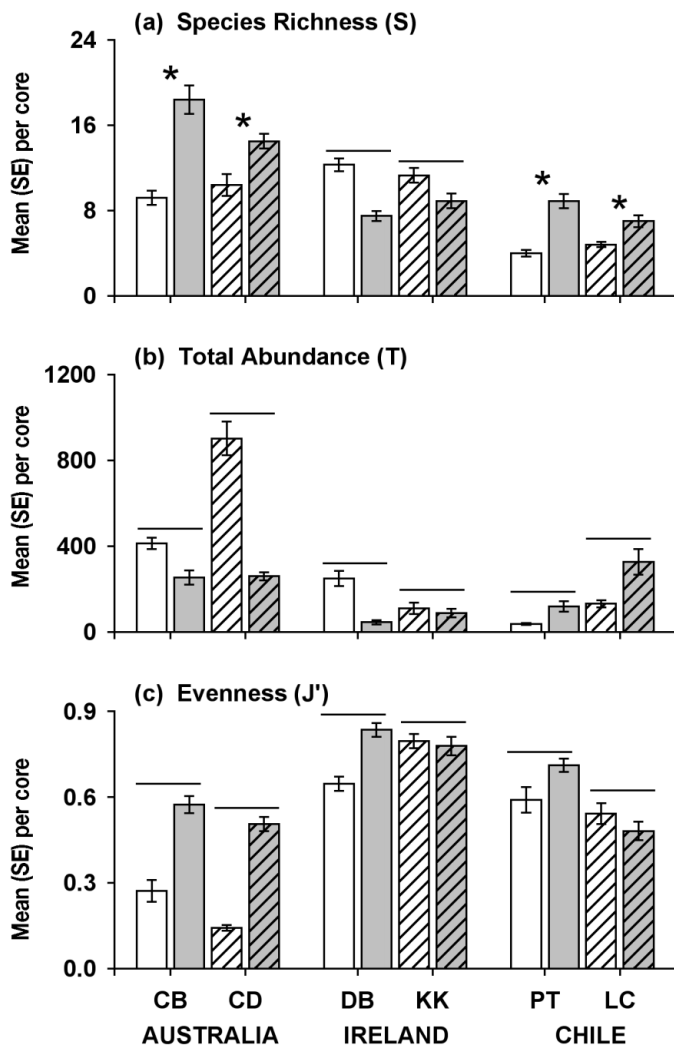 (a) Species Richness (S)
24
16
8
0
Mean (SE) per core
* * * *
(b) Total Abundance (T)
1200
800
400
0
Mean (SE) per core
(c) Evenness (J')
0.9
0.6
0.3
0.0
Mean (SE) per core
CB CD DB KK PT LC
AUSTRALIA IRELAND CHILE